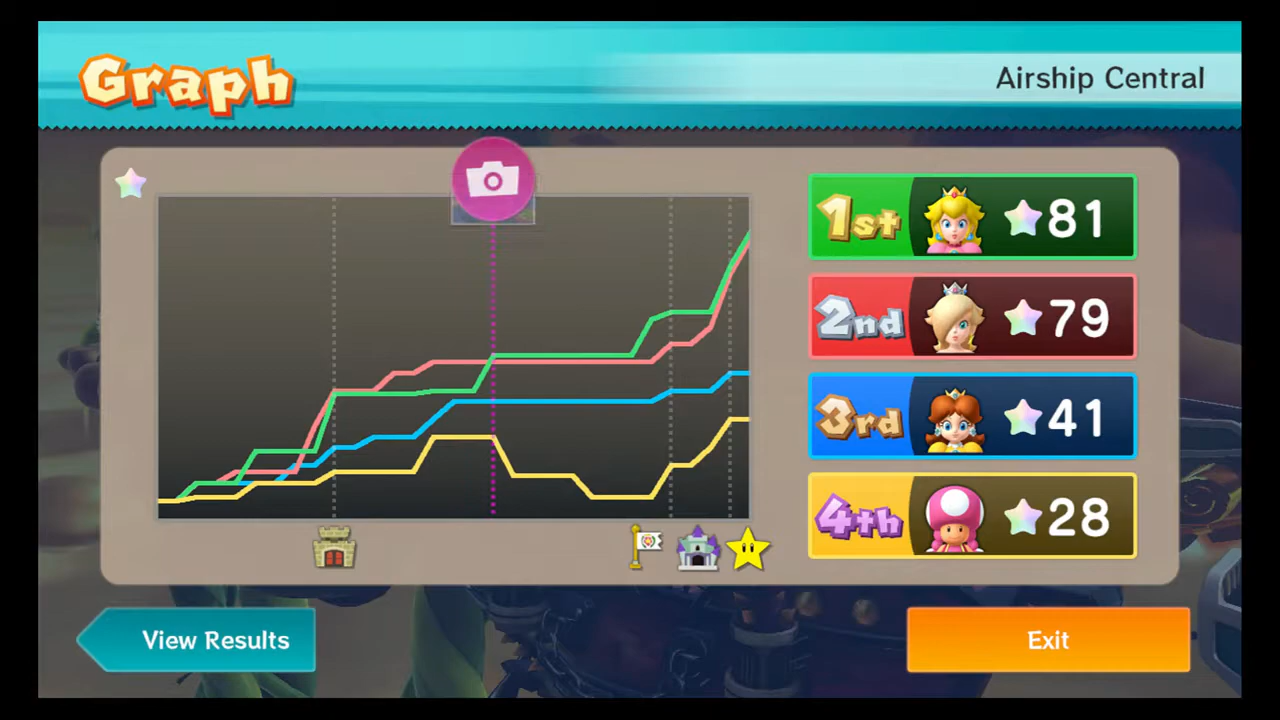 Graph
Airship Central
1st 81
2nd 79
3rd 41
4th 28
View Results
Exit